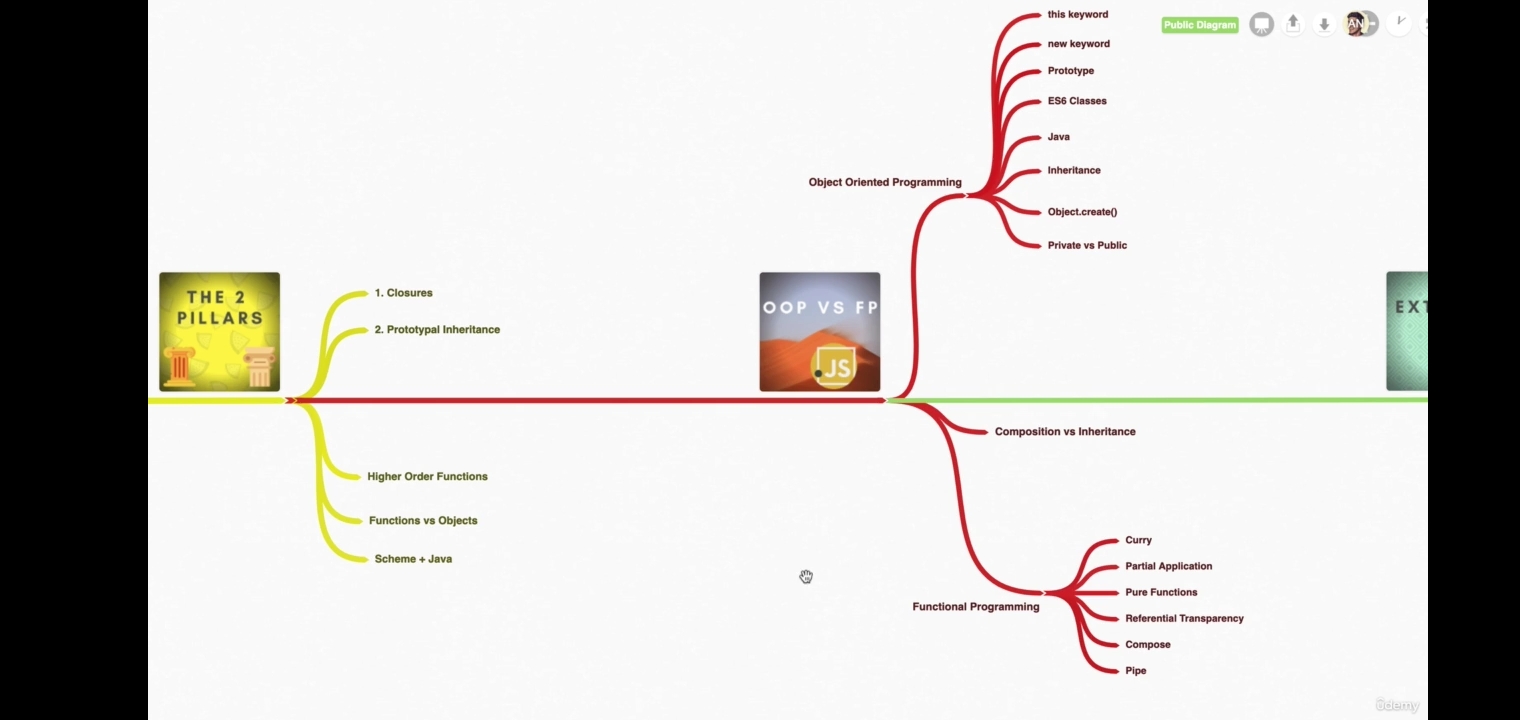 Public Diagram
AN
this keyword
new keyword
Prototype
ES6 Classes
Java
Inheritance
Object.create()
Private vs Public
Object Oriented Programming
THE 2
PILLARS
1. Closures
2. Prototypal Inheritance
OOP VS FP
JS
EXT
Higher Order Functions
Functions vs Objects
Scheme + Java
Composition vs Inheritance
Functional Programming
Curry
Partial Application
Pure Functions
Referential Transparency
Compose
Pipe
ûdemy